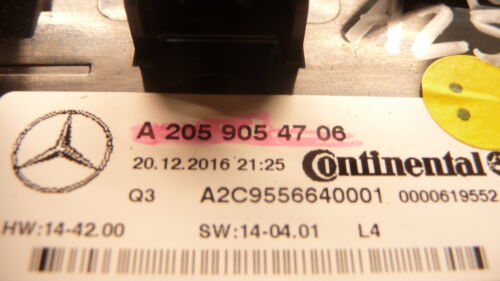 A 205 905 47 06
20.12.2016 21:25 Continental
Q3 A2C9556640001 0000619552
HW:14-42.00 SW:14-04.01 L4